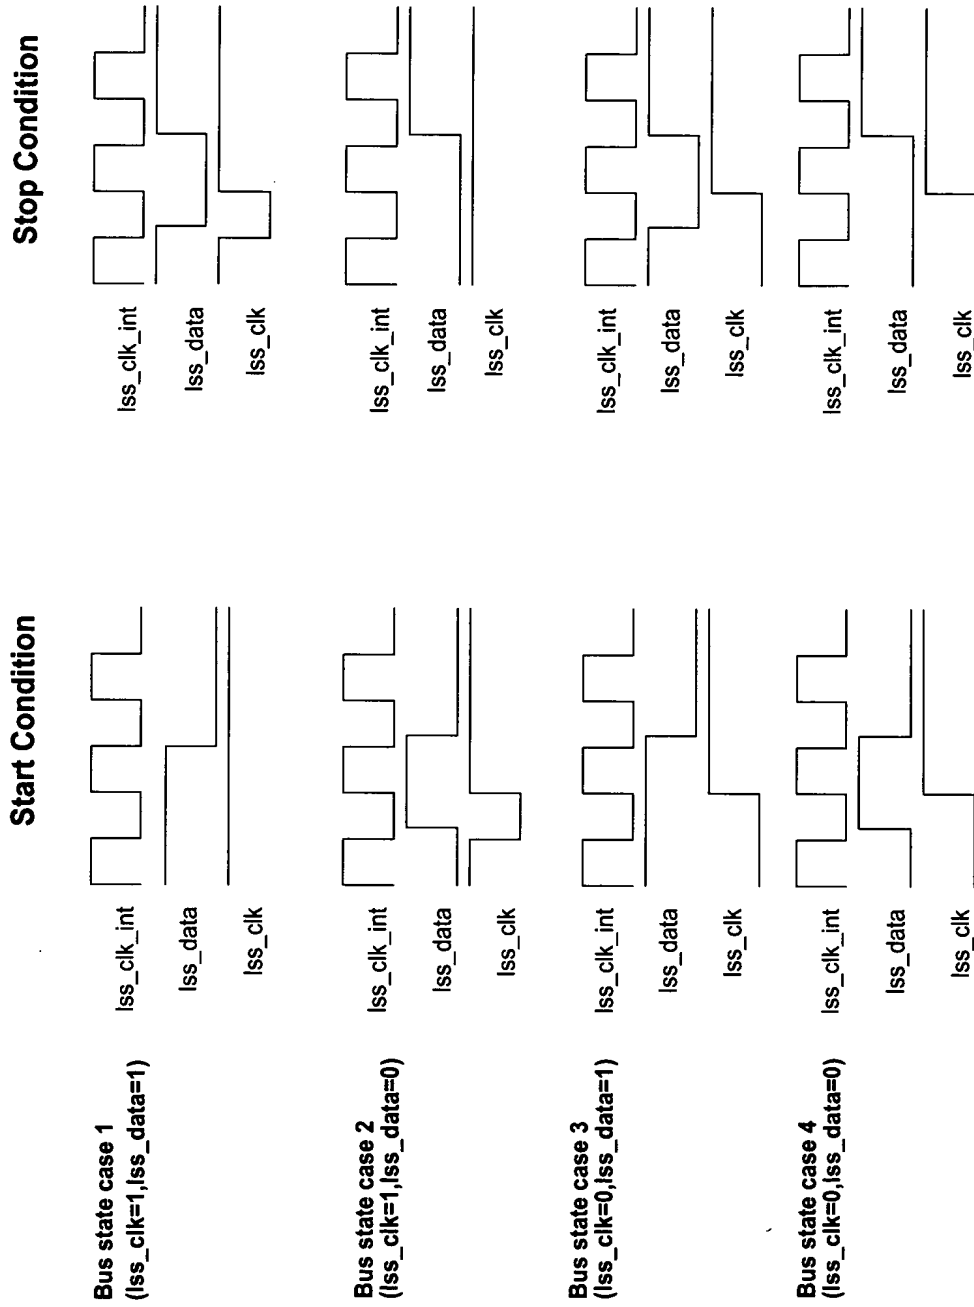 Start Condition
Stop Condition
Bus state case 1
(lss_clk=1,lss_data=1)
lss_clk_int
lss_data
lss_clk
lss_clk_int
lss_data
lss_clk
Bus state case 2
(lss_clk=1,lss_data=0)
lss_clk_int
lss_data
lss_clk
lss_clk_int
lss_data
lss_clk
Bus state case 3
(lss_clk=0,lss_data=1)
lss_clk_int
lss_data
lss_clk
lss_clk_int
lss_data
lss_clk
Bus state case 4
(lss_clk=0,lss_data=0)
lss_clk_int
lss_data
lss_clk
lss_clk_int
lss_data
lss_clk